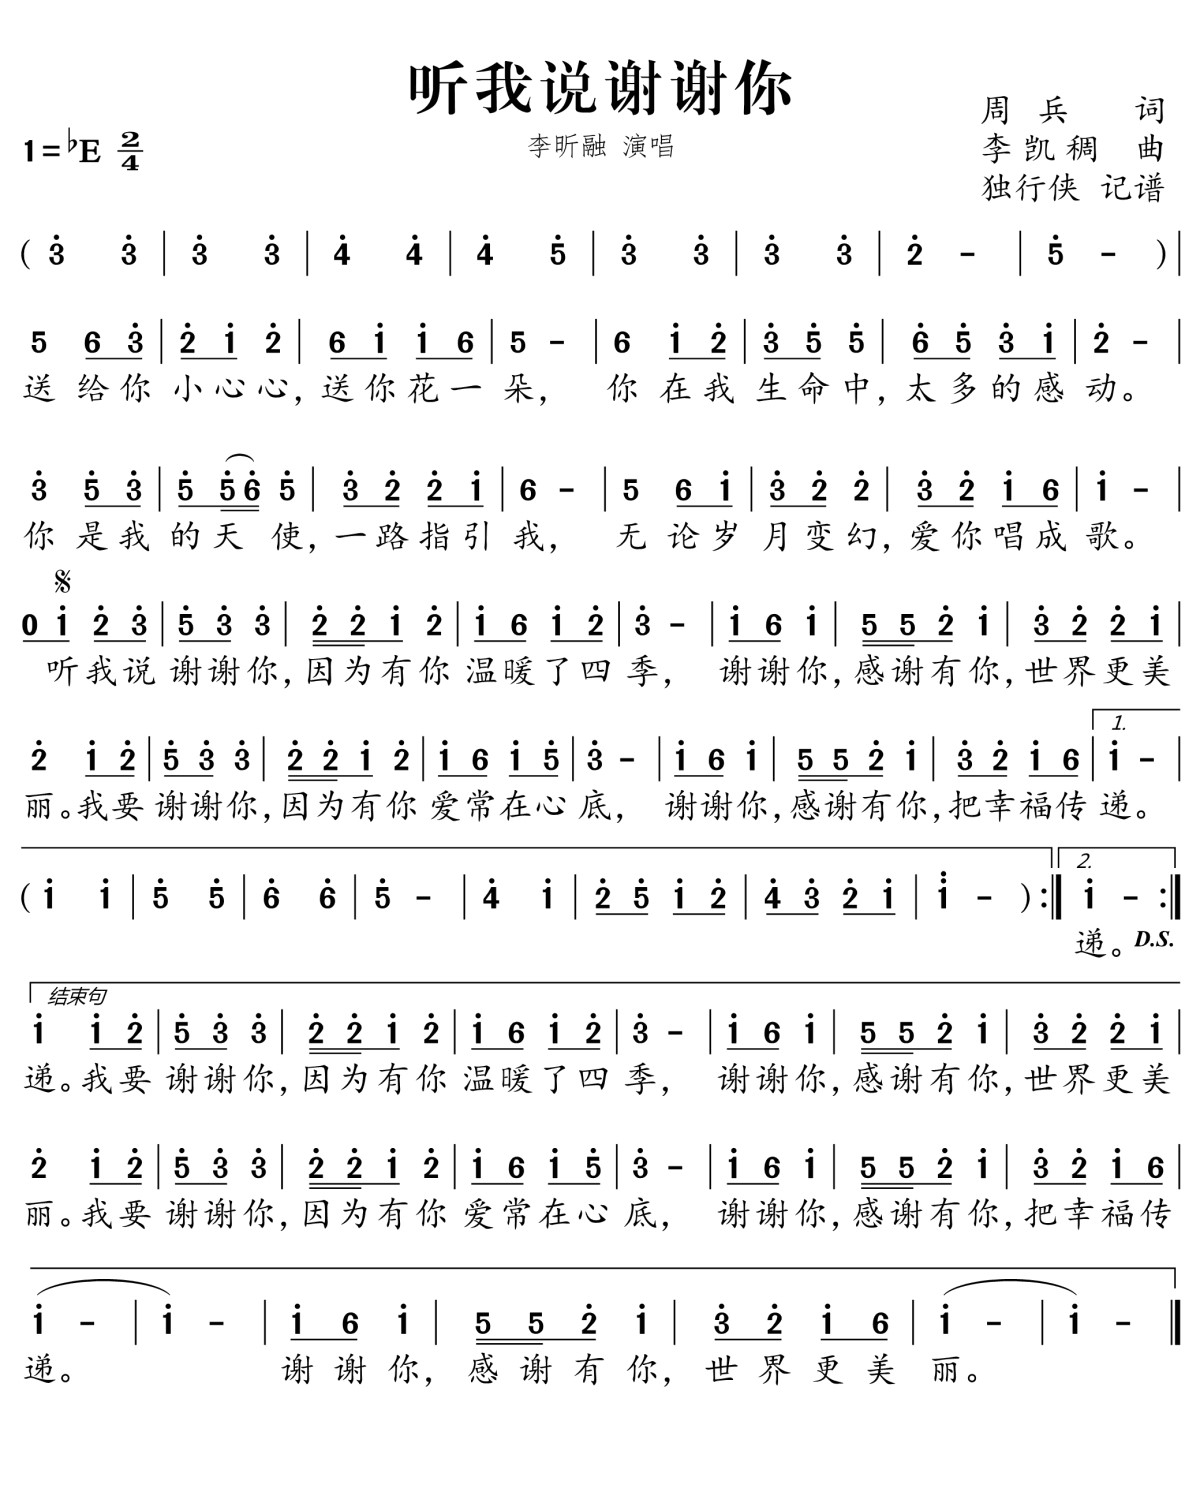 听我说谢谢你
周兵 词
1=♭E 2/4
李昕融 演唱
李凯稠 曲
独行侠 记谱
( 3̇ 3̇ | 3̇ 3̇ | 4̇ 4̇ | 4̇ 5̇ | 3̇ 3̇ | 3̇ 3̇ | 2̇ - | 5̇ - ) |
5 6 3̇ | 2̇ 1̇ 2̇ | 6 1̇ 1̇ 6 | 5 - | 6 1̇ 2̇ | 3̇ 5̇ 5̇ | 6̇ 5̇ 3̇ 1̇ | 2̇ - |
送给你小心心，送你花一朵，你在我生命中，太多的感动。
3̇ 5̇ 3̇ | 5̇ 5̇ 6̇ 5̇ | 3̇ 2̇ 2̇ 1̇ | 6 - | 5 6 1̇ | 3̇ 2̇ 2̇ | 3̇ 2̇ 1̇ 6 | 1̇ - |
你是我的天使，一路指引我，无论岁月变幻，爱你唱成歌。
𝄋
0 1̇ 2̇ 3̇ | 5̇ 3̇ 3̇ | 2̇ 2̇ 1̇ 2̇ | 1̇ 6 1̇ 2̇ | 3̇ - | 1̇ 6 1̇ | 5 5 2̇ 1̇ | 3̇ 2̇ 2̇ 1̇ |
听我说谢谢你，因为有你温暖了四季，谢谢你，感谢有你，世界更美
1.
2̇ 1̇ 2̇ | 5̇ 3̇ 3̇ | 2̇ 2̇ 1̇ 2̇ | 1̇ 6 1̇ 5̇ | 3̇ - | 1̇ 6 1̇ | 5 5 2̇ 1̇ | 3̇ 2̇ 1̇ 6 | 1̇ - |
丽。我要谢谢你，因为有你爱常在心底，谢谢你，感谢有你，把幸福传递。
2.
( 1̇ 1̇ | 5̇ 5̇ | 6̇ 6̇ | 5̇ - | 4̇ 1̇ | 2̇ 5̇ 1̇ 2̇ | 4̇ 3̇ 2̇ 1̇ | 1̈ - ) :‖ 1̇ - :‖
递。D.S.
结束句
1̇ 1̇ 2̇ | 5̇ 3̇ 3̇ | 2̇ 2̇ 1̇ 2̇ | 1̇ 6 1̇ 2̇ | 3̇ - | 1̇ 6 1̇ | 5 5 2̇ 1̇ | 3̇ 2̇ 2̇ 1̇ |
递。我要谢谢你，因为有你温暖了四季，谢谢你，感谢有你，世界更美
2̇ 1̇ 2̇ | 5̇ 3̇ 3̇ | 2̇ 2̇ 1̇ 2̇ | 1̇ 6 1̇ 5̇ | 3̇ - | 1̇ 6 1̇ | 5 5 2̇ 1̇ | 3̇ 2̇ 1̇ 6 |
丽。我要谢谢你，因为有你爱常在心底，谢谢你，感谢有你，把幸福传
1̇ - | 1̇ - | 1̇ 6 1̇ | 5 5 2̇ 1̇ | 3̇ 2̇ 1̇ 6 | 1̇ - | 1̇ - ‖
递。谢谢你，感谢有你，世界更美丽。